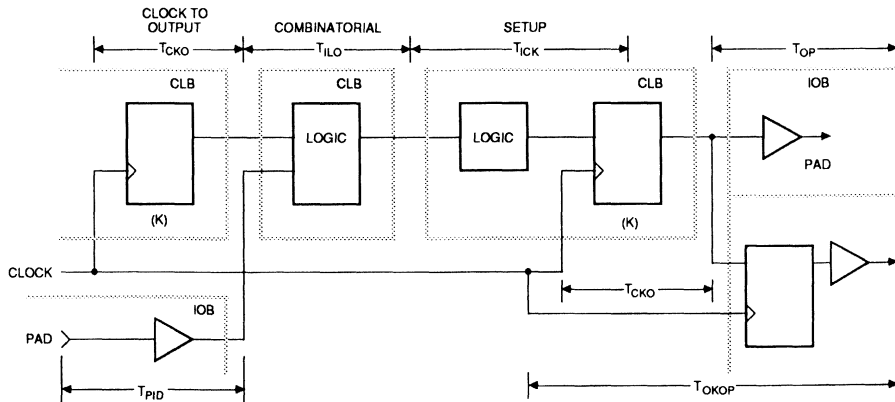 CLOCK TO
OUTPUT
COMBINATORIAL
SETUP
TCKO
TILO
TICK
TOP
CLB
CLB
CLB
IOB
LOGIC
LOGIC
PAD
(K)
(K)
CLOCK
TCKO
IOB
PAD
TPID
TOKOP